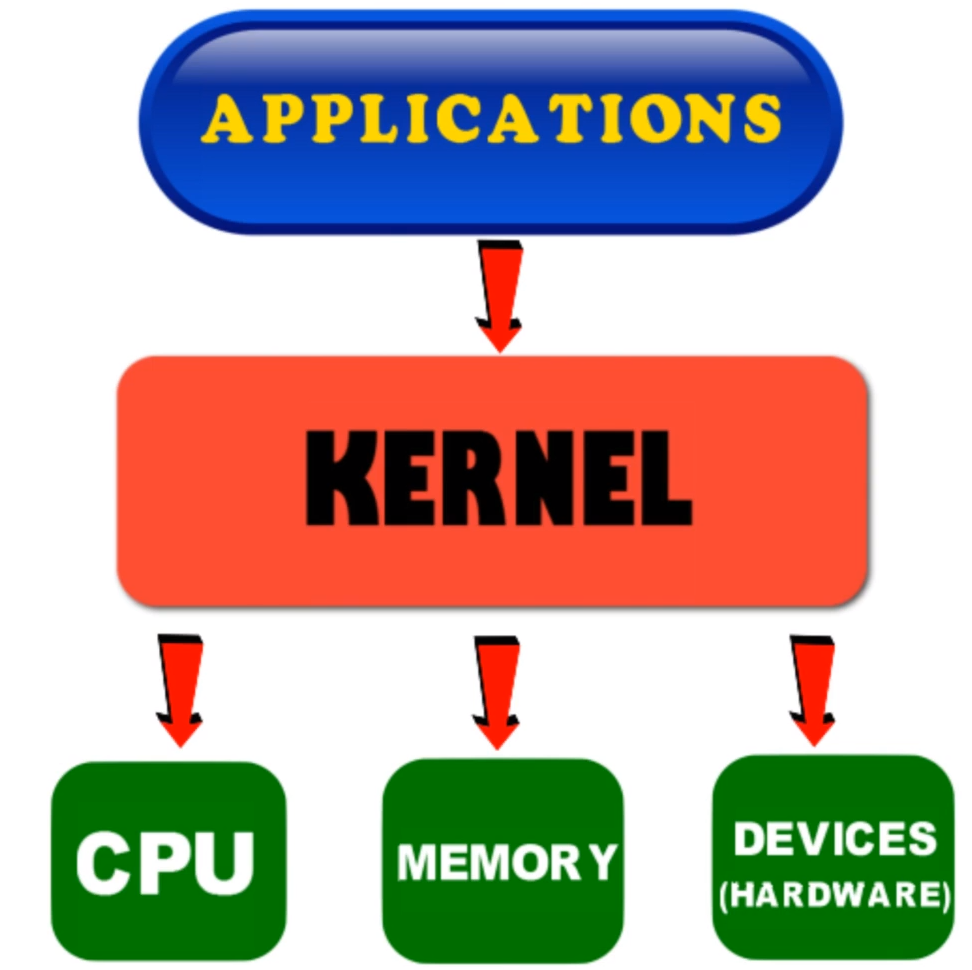 APPLICATIONS
KERNEL
CPU
MEMORY
DEVICES
(HARDWARE)